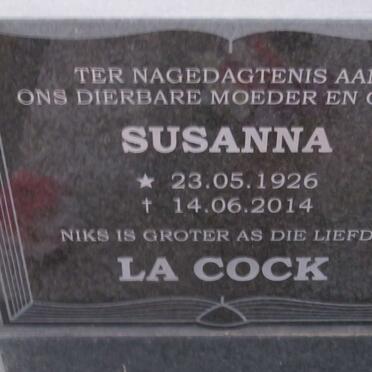 TER NAGEDAGTENIS AAN
ONS DIERBARE MOEDER EN
SUSANNA
★ 23.05.1926
† 14.06.2014
NIKS IS GROTER AS DIE LIEFD
LA COCK